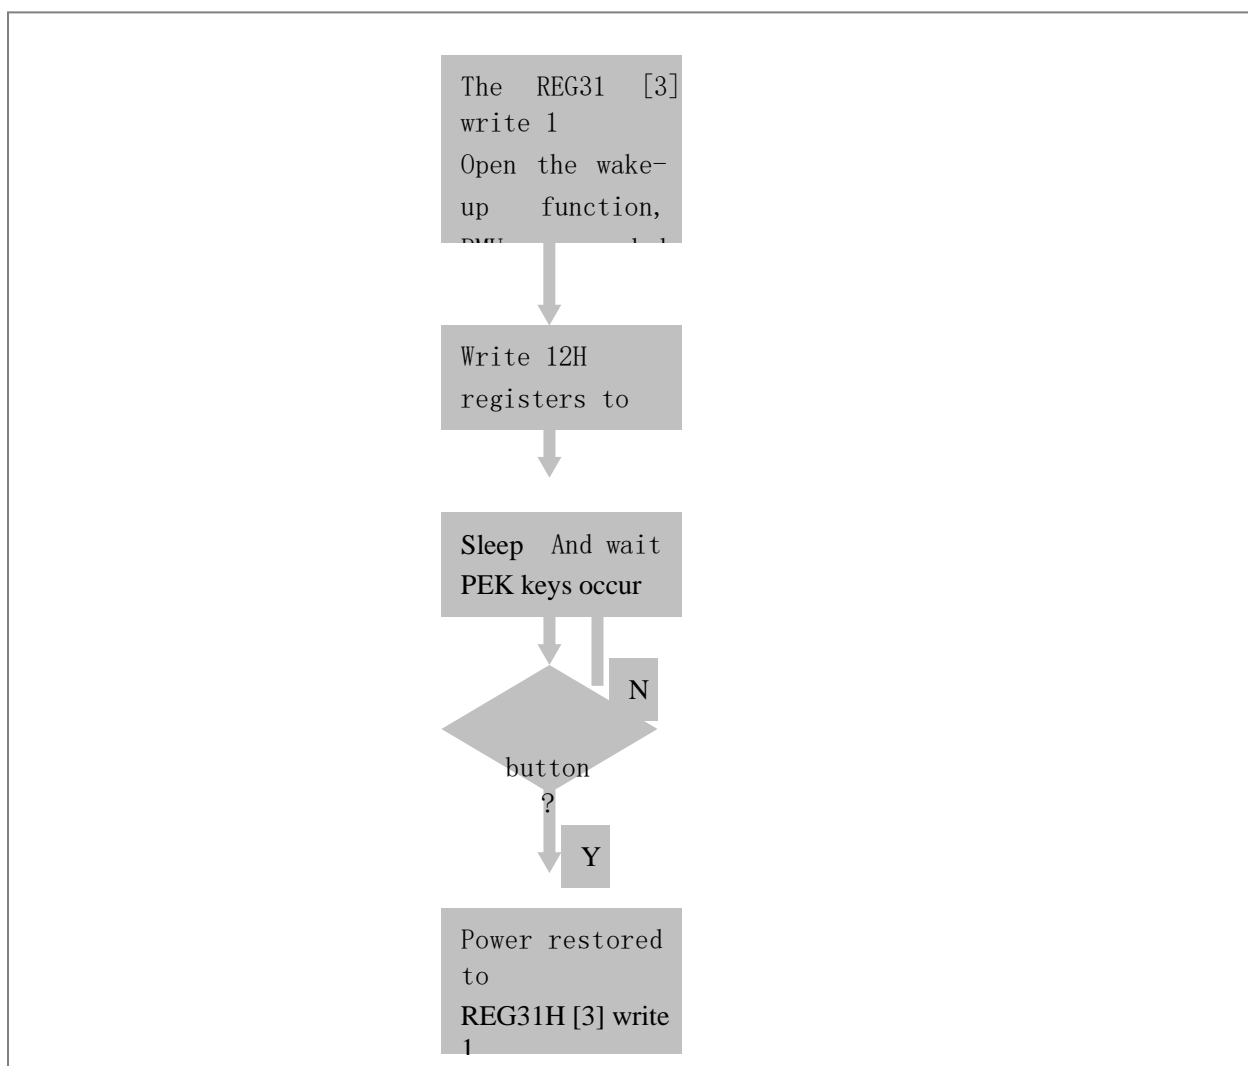 The REG31 [3]
write 1
Open the wake-
up function,
Write 12H
registers to
Sleep And wait
PEK keys occur
N
button
?
Y
Power restored
to
REG31H [3] write
1